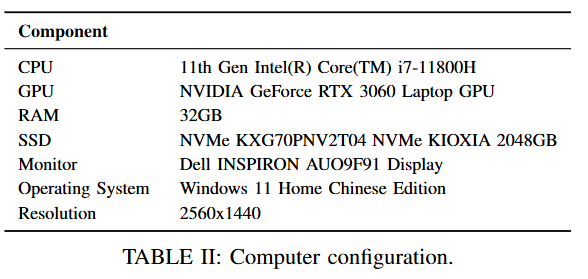 Component
CPU 11th Gen Intel(R) Core(TM) i7-11800H
GPU NVIDIA GeForce RTX 3060 Laptop GPU
RAM 32GB
SSD NVMe KXG70PNV2T04 NVMe KIOXIA 2048GB
Monitor Dell INSPIRON AUO9F91 Display
Operating System Windows 11 Home Chinese Edition
Resolution 2560x1440
TABLE II: Computer configuration.